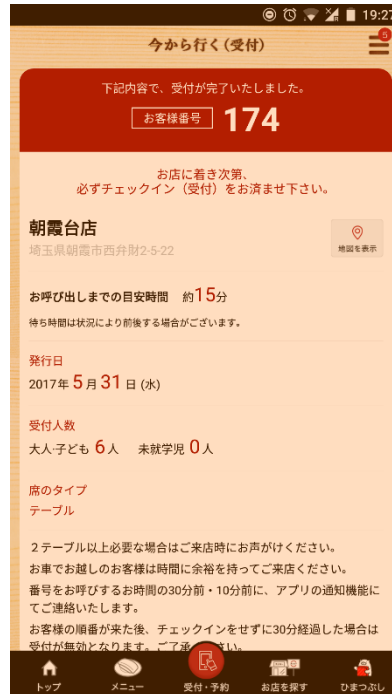 19:27
今から行く(受付)
5
下記内容で、受付が完了いたしました。
お客様番号 174
お店に着き次第、
必ずチェックイン（受付）をお済ませ下さい。
朝霞台店
埼玉県朝霞市西弁財2-5-22
地図を表示
お呼び出しまでの目安時間 約15分
待ち時間は状況により前後する場合がございます。
発行日
2017年 5 月 31 日 (水)
受付人数
大人·子ども 6 人 未就学児 0 人
席のタイプ
テーブル
２テーブル以上必要な場合はご来店時にお声がけください。
お車でお越しのお客様は時間に余裕を持ってご来店ください。
番号をお呼びするお時間の30分前・10分前に、アプリの通知機能に
てご連絡いたします。
お客様の順番が来た後、チェックインをせずに30分経過した場合は
受付が無効となります。ご了承ください。
トップ メニュー 受付・予約 お店を探す ひまつぶし